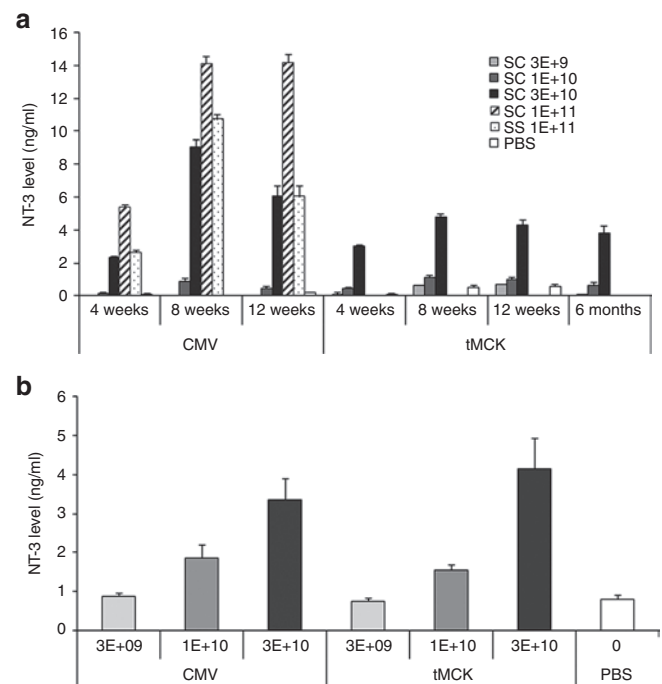 a
16
14
12
10
8
6
4
2
0
NT-3 level (ng/ml)
SC 3E+9
SC 1E+10
SC 3E+10
SC 1E+11
SS 1E+11
PBS
4 weeks 8 weeks 12 weeks 4 weeks 8 weeks 12 weeks 6 months
CMV tMCK
b
6
5
4
3
2
1
0
NT-3 level (ng/ml)
3E+09 1E+10 3E+10 3E+09 1E+10 3E+10 0
CMV tMCK PBS